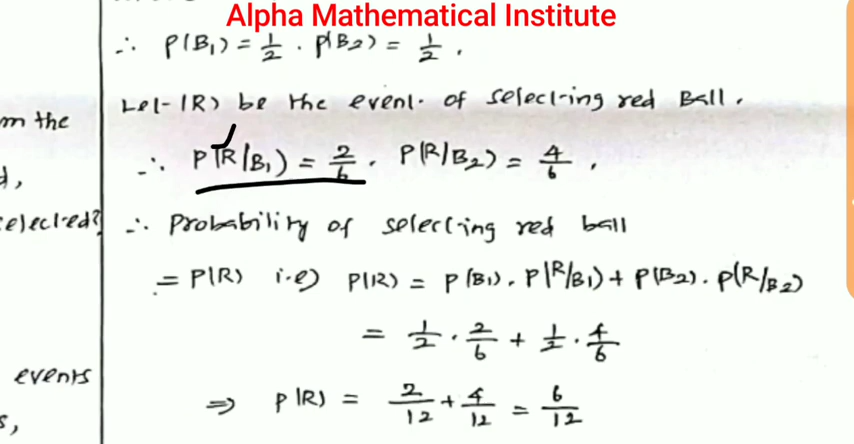 Alpha Mathematical Institute
∴ P(B₁) = 1/2 . P(B₂) = 1/2 .
Let (R) be the event of selecting red Ball.
m the
∴ P(R/B₁) = 2/6 . P(R/B₂) = 4/6 .
d,
selected? ∴ Probability of selecting red ball
= P(R) i.e) P(R) = P(B₁) . P(R/B₁) + P(B₂) . P(R/B₂)
= 1/2 . 2/6 + 1/2 . 4/6
events
⇒ P(R) = 2/12 + 4/12 = 6/12
s,